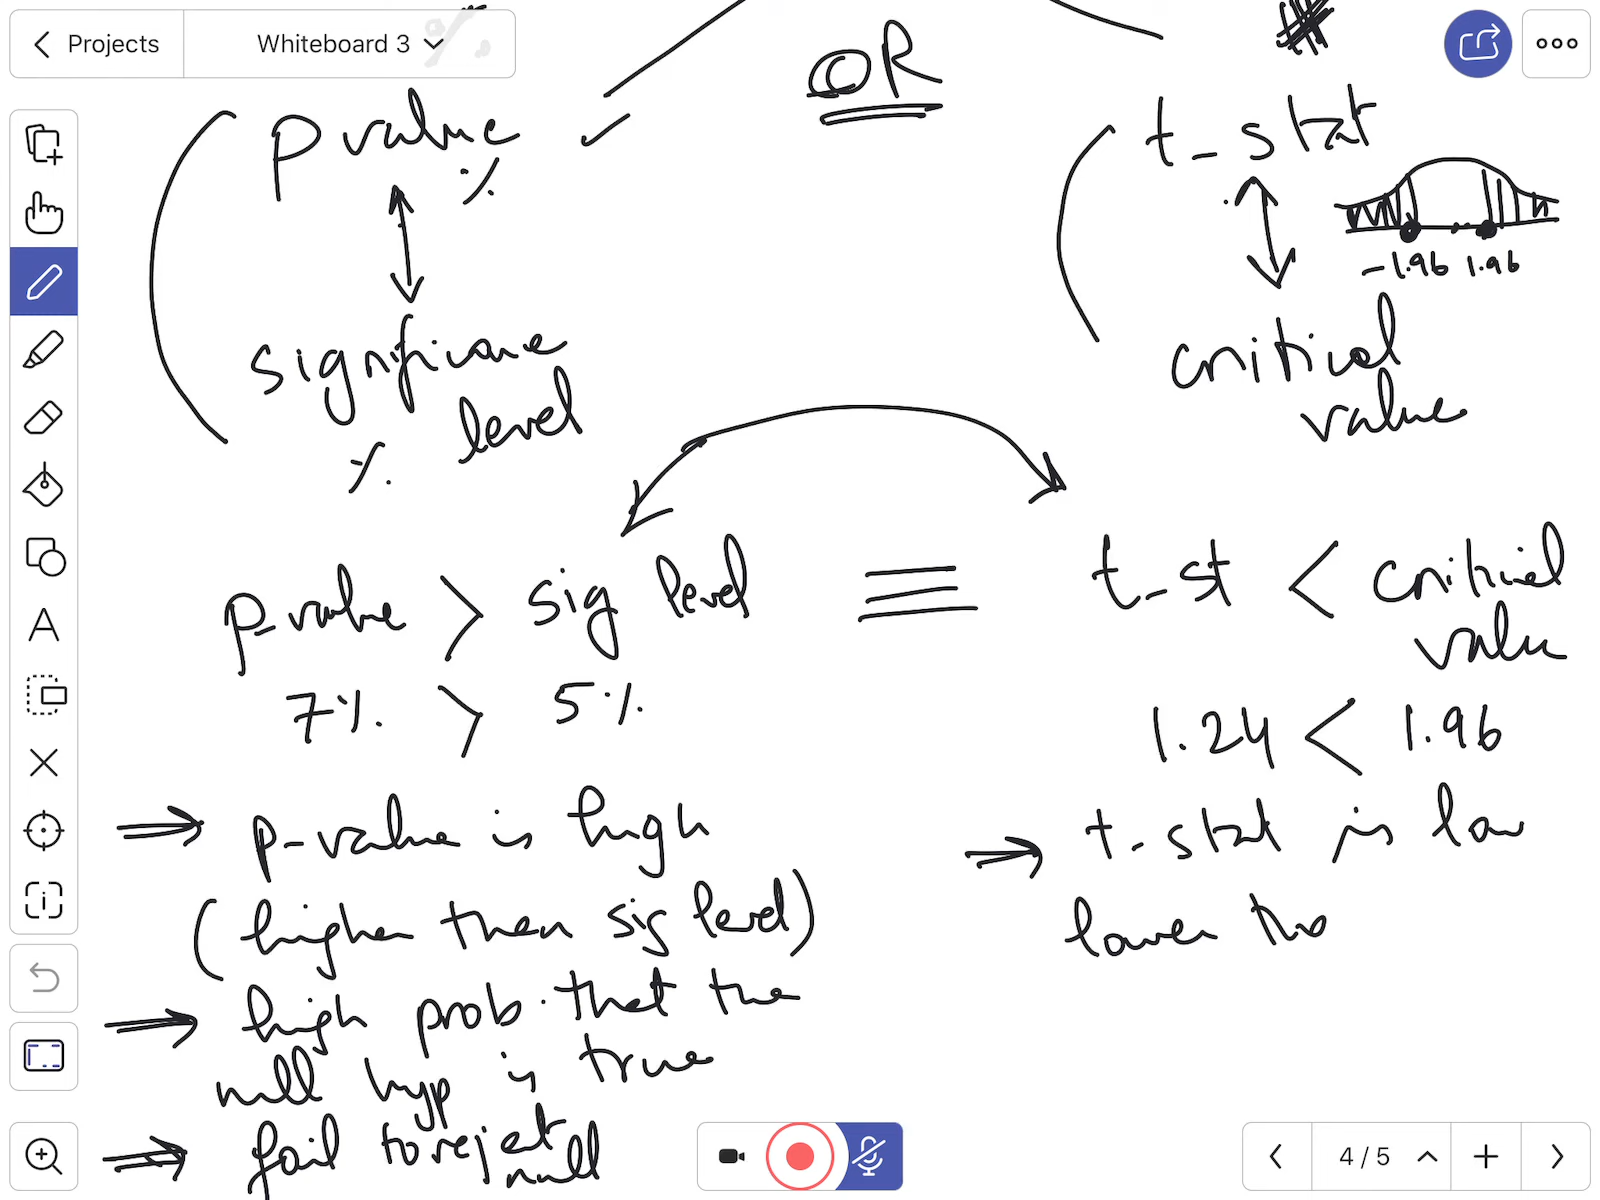 Projects
Whiteboard 3
OR
p value
%
significance
level
%
t_stat
-1.96 1.96
critical
value
p-value > sig level
7% > 5%
≡
t-st < critical
value
1.24 < 1.96
⇒ p-value is high
(higher then sig level)
⇒ high prob. that the
null hyp is true
⇒ fail to reject
null
⇒ t-stat is low
lower
A
4 / 5